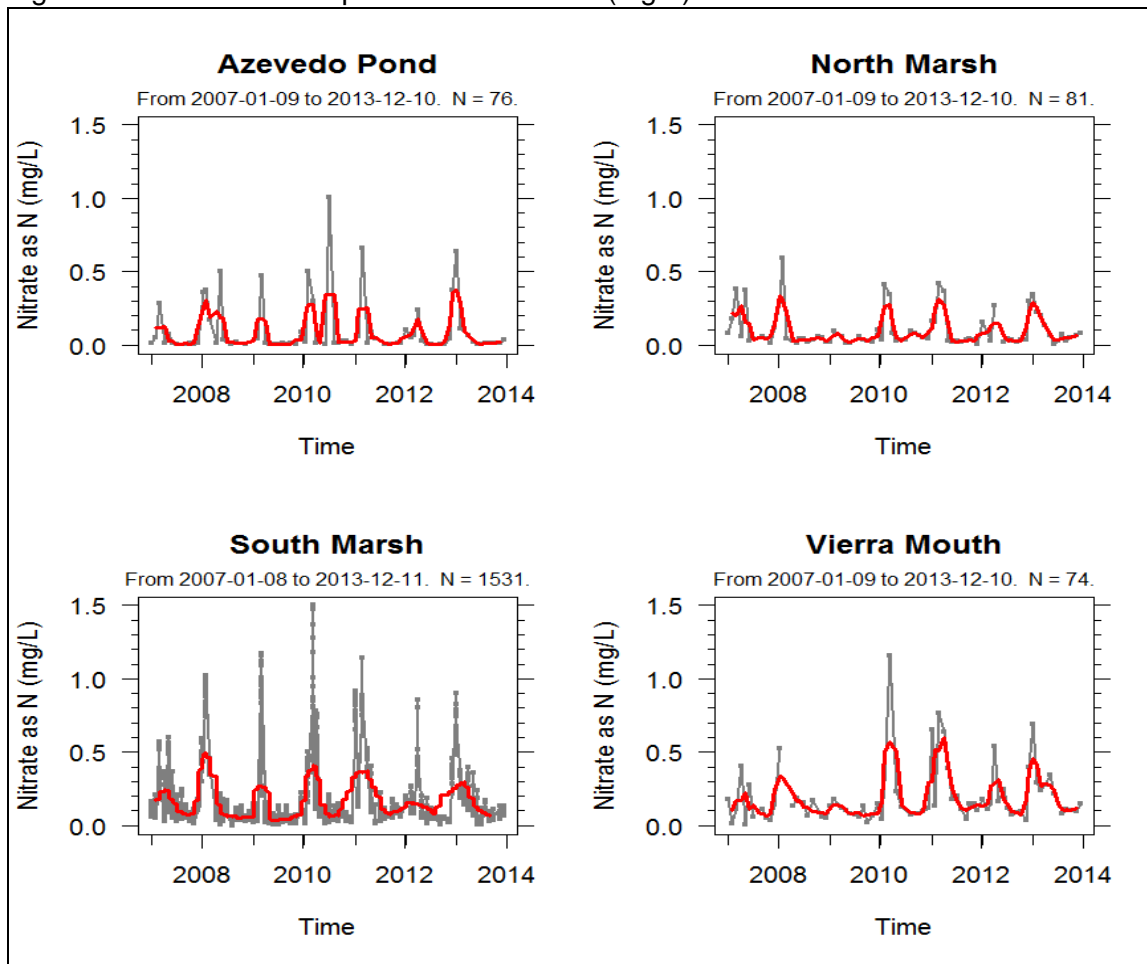 Azevedo Pond
From 2007-01-09 to 2013-12-10. N = 76.
Nitrate as N (mg/L)
1.5
1.0
0.5
0.0
2008 2010 2012 2014
Time
North Marsh
From 2007-01-09 to 2013-12-10. N = 81.
Nitrate as N (mg/L)
1.5
1.0
0.5
0.0
2008 2010 2012 2014
Time
South Marsh
From 2007-01-08 to 2013-12-11. N = 1531.
Nitrate as N (mg/L)
1.5
1.0
0.5
0.0
2008 2010 2012 2014
Time
Vierra Mouth
From 2007-01-09 to 2013-12-10. N = 74.
Nitrate as N (mg/L)
1.5
1.0
0.5
0.0
2008 2010 2012 2014
Time